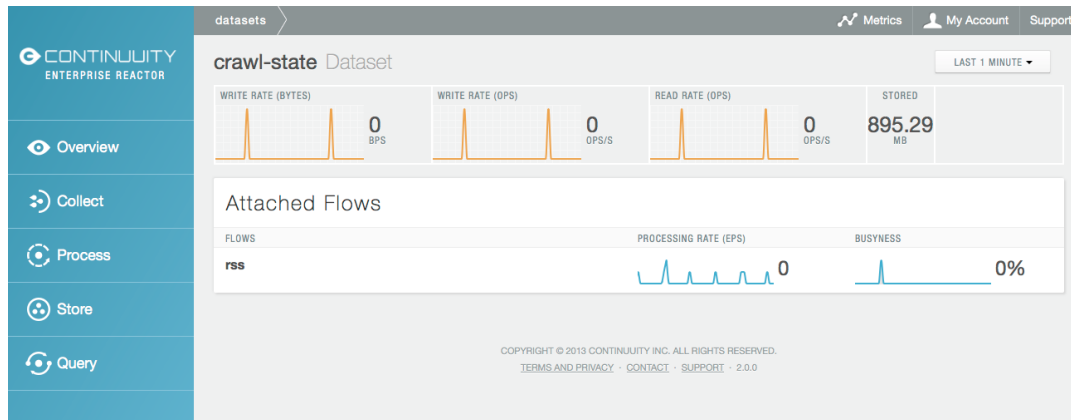 datasets
Metrics
My Account
Support
CONTINUUITY
ENTERPRISE REACTOR
Overview
Collect
Process
Store
Query
crawl-state Dataset
LAST 1 MINUTE
WRITE RATE (BYTES)
0
BPS
WRITE RATE (OPS)
0
OPS/S
READ RATE (OPS)
0
OPS/S
STORED
895.29
MB
Attached Flows
FLOWS PROCESSING RATE (EPS) BUSYNESS
rss 0 0%
COPYRIGHT © 2013 CONTINUUITY INC. ALL RIGHTS RESERVED.
TERMS AND PRIVACY · CONTACT · SUPPORT · 2.0.0